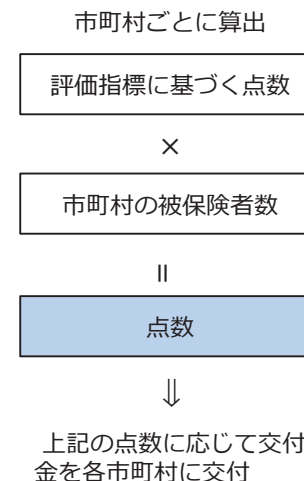 市町村ごとに算出
評価指標に基づく点数
×
市町村の被保険者数
＝
点数
⇓
上記の点数に応じて交付
金を各市町村に交付